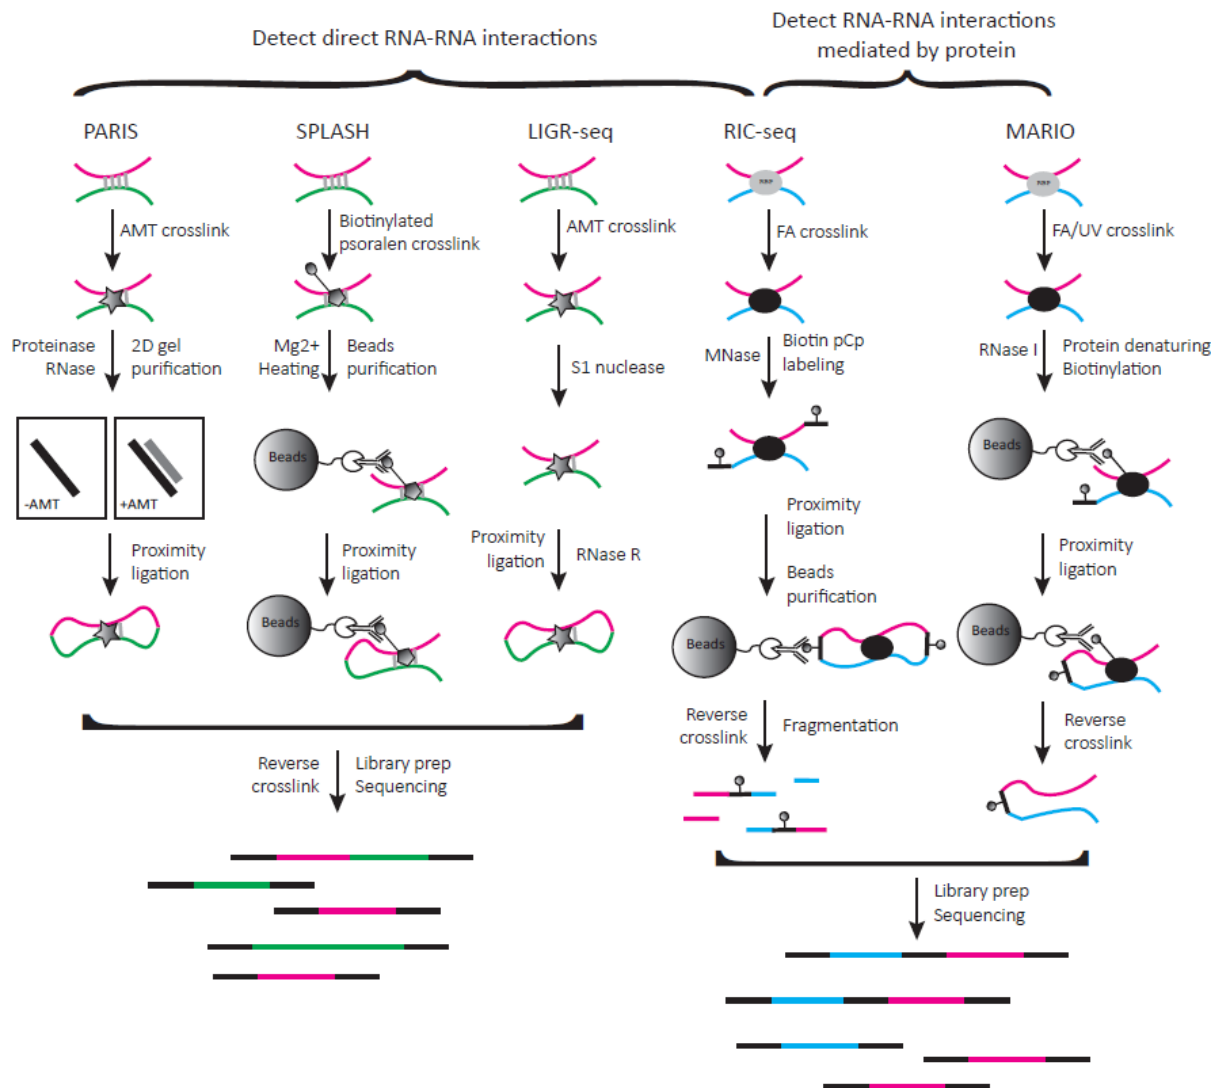 Detect direct RNA-RNA interactions
Detect RNA-RNA interactions
mediated by protein
PARIS
SPLASH
LIGR-seq
RIC-seq
MARIO
AMT crosslink
Biotinylated
psoralen crosslink
AMT crosslink
FA crosslink
FA/UV crosslink
Proteinase
RNase
2D gel
purification
Mg2+
Heating
Beads
purification
S1 nuclease
MNase
Biotin pCp
labeling
RNase I
Protein denaturing
Biotinylation
-AMT
+AMT
Beads
Beads
Proximity
ligation
Proximity
ligation
Proximity
ligation
RNase R
Proximity
ligation
Beads
purification
Proximity
ligation
Beads
Beads
Beads
Reverse
crosslink
Library prep
Sequencing
Reverse
crosslink
Fragmentation
Reverse
crosslink
Library prep
Sequencing